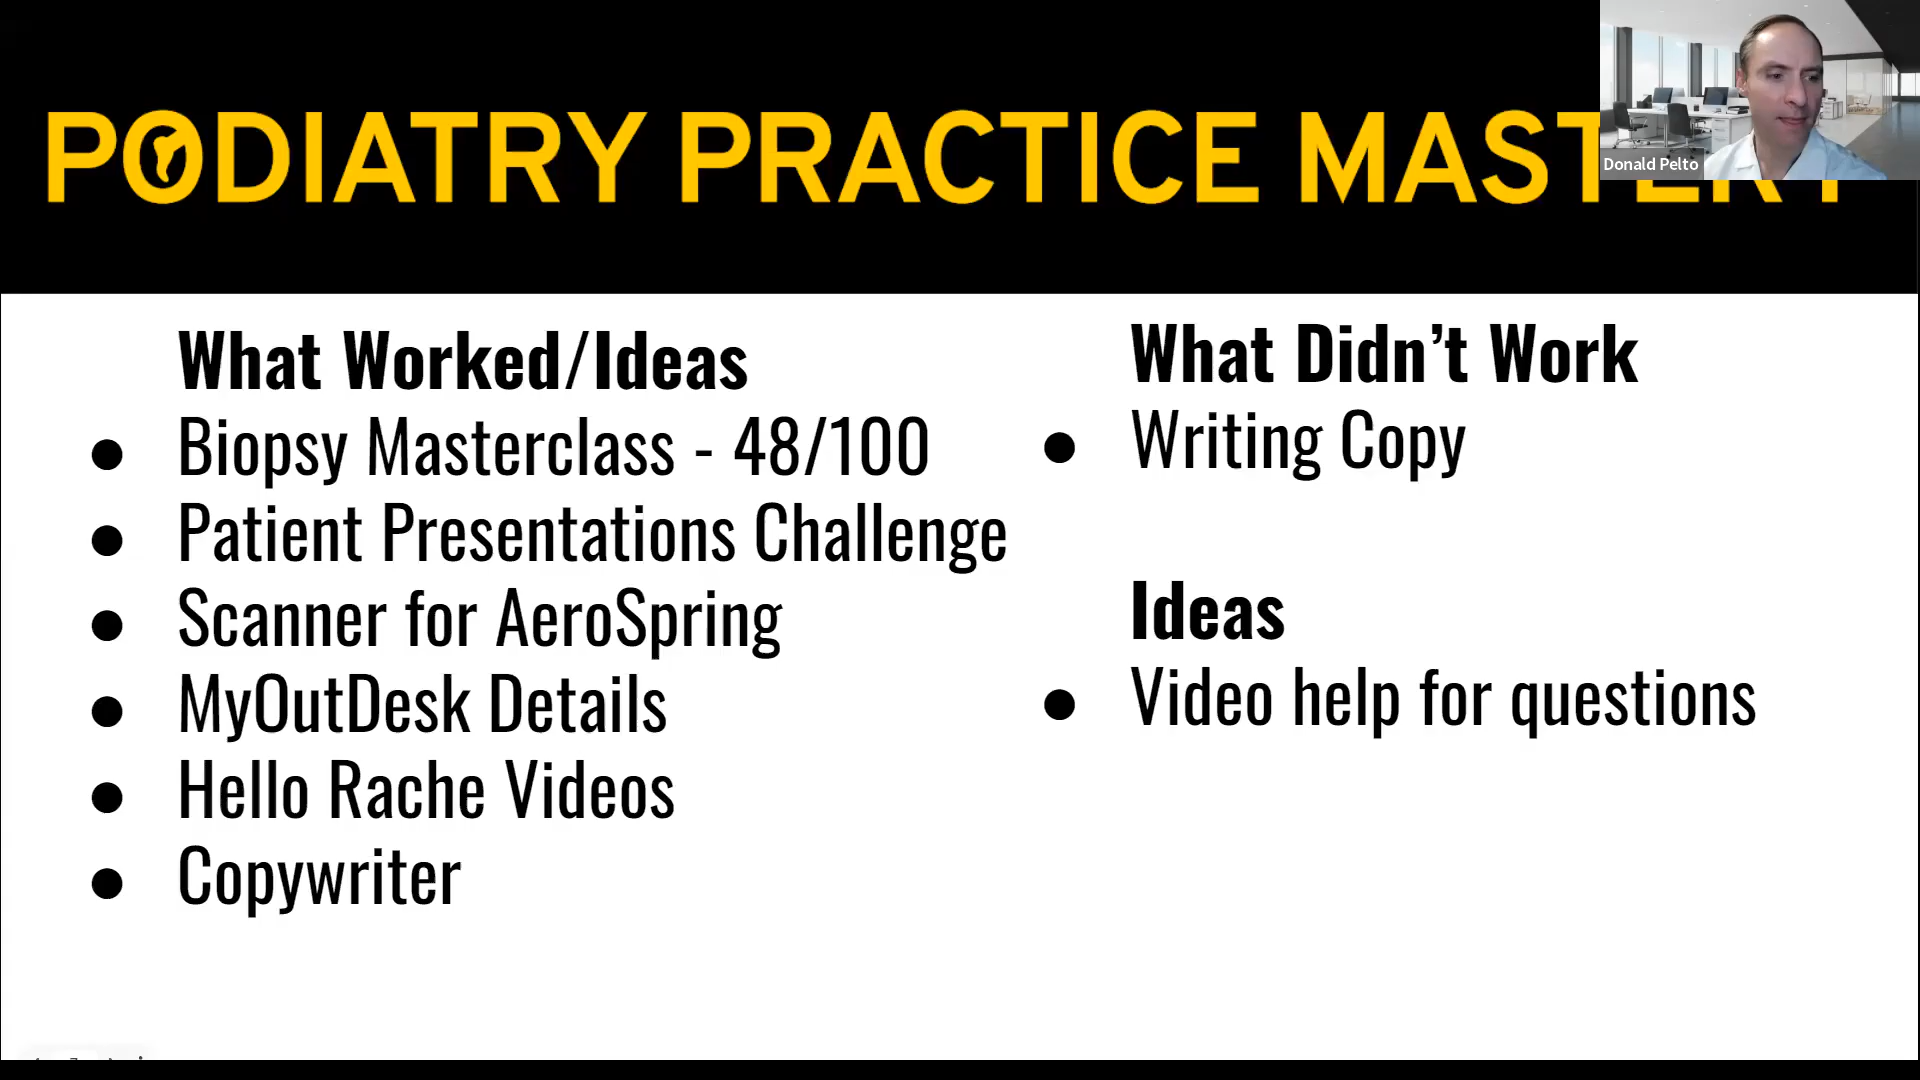 PODIATRY PRACTICE MASTERY
Donald Pelto
What Worked/Ideas
● Biopsy Masterclass - 48/100
● Patient Presentations Challenge
● Scanner for AeroSpring
● MyOutDesk Details
● Hello Rache Videos
● Copywriter
What Didn’t Work
● Writing Copy
Ideas
● Video help for questions